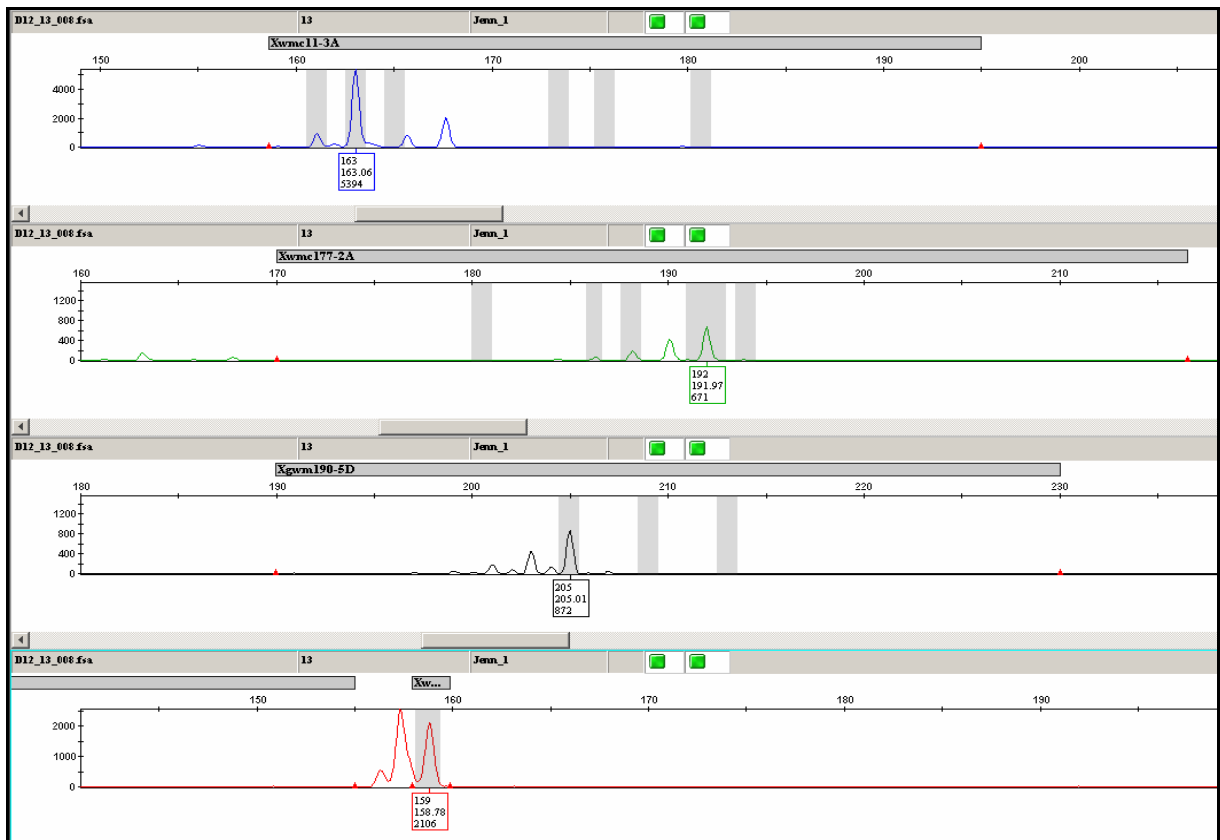 D12_13_008.fsa 13 Jenn_1
Xwmc11-3A
150 160 170 180 190 200
4000
2000
0
163
163.06
5394
D12_13_008.fsa 13 Jenn_1
Xwmc177-2A
160 170 180 190 200 210
1200
800
400
0
192
191.97
671
D12_13_008.fsa 13 Jenn_1
Xgwm190-5D
180 190 200 210 220 230
1200
800
400
0
205
205.01
872
D12_13_008.fsa 13 Jenn_1
Xw...
150 160 170 180 190
2000
1000
0
159
158.78
2106